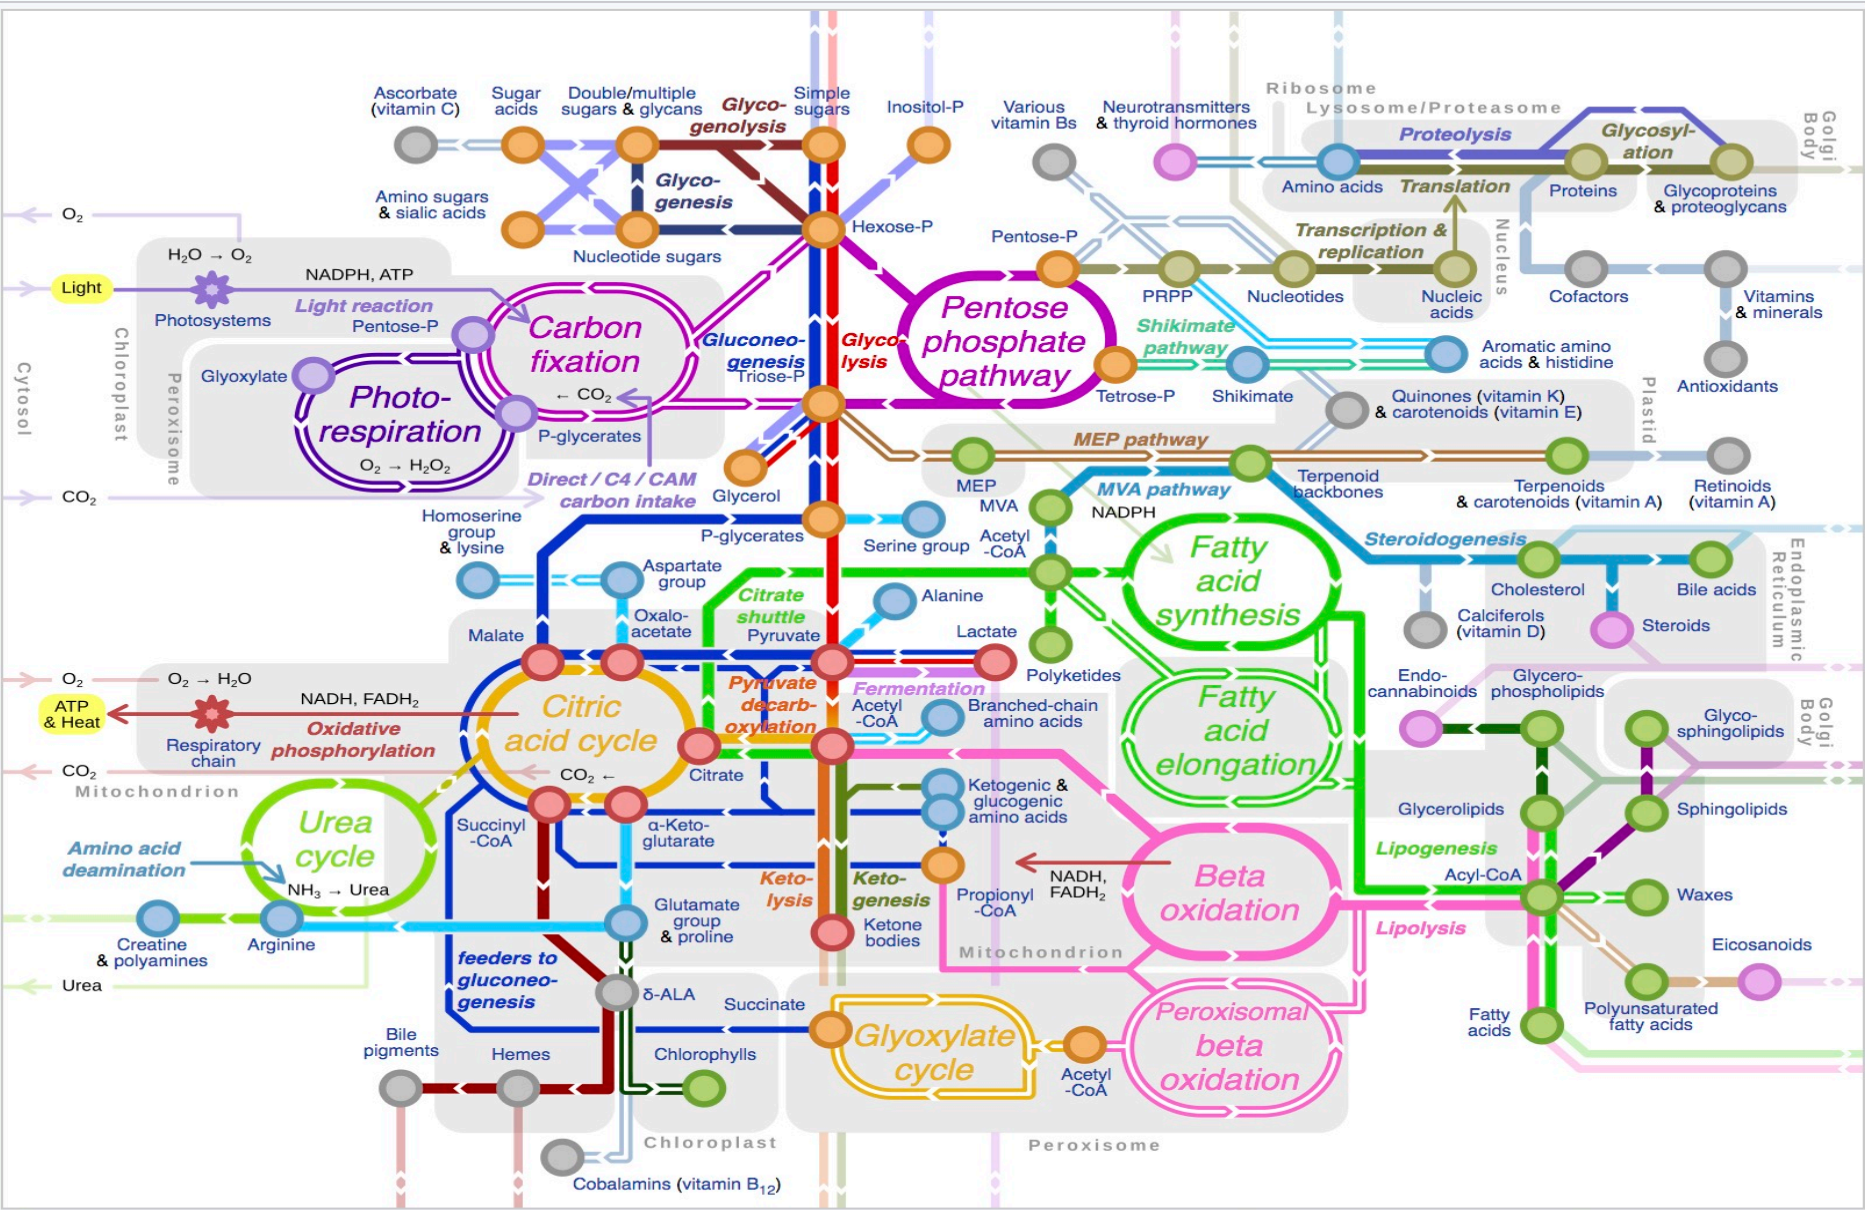 Ascorbate
(vitamin C)
Sugar
acids
Double/multiple
sugars & glycans
Glyco-
genolysis
Simple
sugars
Inositol-P
Various
vitamin Bs
Neurotransmitters
& thyroid hormones
Ribosome
Lysosome/Proteasome
Proteolysis
Glycosyl-
ation
Golgi
Body
Amino acids
Translation
Proteins
Glycoproteins
& proteoglycans
Amino sugars
& sialic acids
Glyco-
genesis
Nucleotide sugars
Hexose-P
Pentose-P
Transcription &
replication
Nucleus
PRPP
Nucleotides
Nucleic
acids
Cofactors
Vitamins
& minerals
Antioxidants
O₂
H₂O → O₂
Light
NADPH, ATP
Light reaction
Photosystems
Pentose-P
Carbon
fixation
← CO₂
Gluconeo-
genesis
Glyco-
lysis
Triose-P
Pentose
phosphate
pathway
Shikimate
pathway
Tetrose-P
Shikimate
Aromatic amino
acids & histidine
Quinones (vitamin K)
& carotenoids (vitamin E)
Plastid
Cytosol
Chloroplast
Peroxisome
Glyoxylate
Photo-
respiration
O₂ → H₂O₂
P-glycerates
CO₂
Direct / C4 / CAM
carbon intake
Glycerol
MEP pathway
MEP
MVA
MVA pathway
NADPH
Terpenoid
backbones
Terpenoids
& carotenoids (vitamin A)
Retinoids
(vitamin A)
Homoserine
group
& lysine
P-glycerates
Serine group
Acetyl
-CoA
Fatty
acid
synthesis
Steroidogenesis
Cholesterol
Bile acids
Endoplasmic
Reticulum
Calciferols
(vitamin D)
Steroids
Aspartate
group
Citrate
shuttle
Alanine
Malate
Oxalo-
acetate
Pyruvate
Lactate
Polyketides
Fatty
acid
elongation
Endo-
cannabinoids
Glycero-
phospholipids
Glyco-
sphingolipids
Golgi
Body
Glycerolipids
Sphingolipids
O₂
O₂ → H₂O
ATP
& Heat
NADH, FADH₂
Oxidative
phosphorylation
Respiratory
chain
CO₂
Mitochondrion
Citric
acid cycle
CO₂ ←
Pyruvate
decarb-
oxylation
Fermentation
Acetyl
-CoA
Branched-chain
amino acids
Citrate
Ketogenic &
glucogenic
amino acids
Succinyl
-CoA
α-Keto-
glutarate
Urea
cycle
NH₃ → Urea
Amino acid
deamination
Creatine
& polyamines
Arginine
Urea
Glutamate
group
& proline
Keto-
lysis
Keto-
genesis
Ketone
bodies
Propionyl
-CoA
NADH,
FADH₂
Mitochondrion
Beta
oxidation
Lipogenesis
Acyl-CoA
Lipolysis
Waxes
Eicosanoids
Polyunsaturated
fatty acids
Fatty
acids
feeders to
gluconeo-
genesis
δ-ALA
Succinate
Glyoxylate
cycle
Acetyl
-CoA
Peroxisomal
beta
oxidation
Bile
pigments
Hemes
Chlorophylls
Chloroplast
Peroxisome
Cobalamins (vitamin B₁₂)